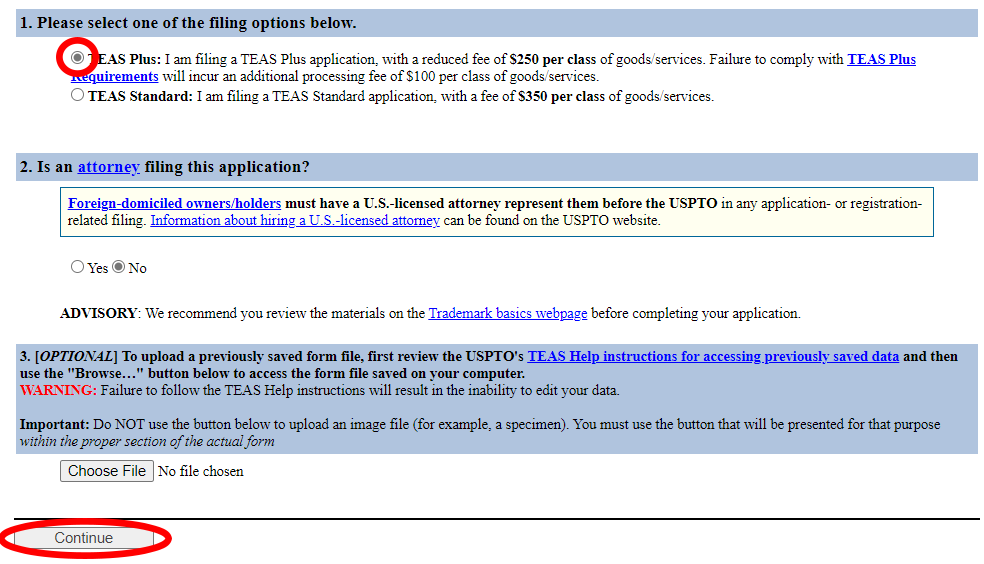 1. Please select one of the filing options below.
TEAS Plus: I am filing a TEAS Plus application, with a reduced fee of $250 per class of goods/services. Failure to comply with TEAS Plus
Requirements will incur an additional processing fee of $100 per class of goods/services.
TEAS Standard: I am filing a TEAS Standard application, with a fee of $350 per class of goods/services.
2. Is an attorney filing this application?
Foreign-domiciled owners/holders must have a U.S.-licensed attorney represent them before the USPTO in any application- or registration-
related filing. Information about hiring a U.S.-licensed attorney can be found on the USPTO website.
Yes No
ADVISORY: We recommend you review the materials on the Trademark basics webpage before completing your application.
3. [OPTIONAL] To upload a previously saved form file, first review the USPTO's TEAS Help instructions for accessing previously saved data and then
use the "Browse…" button below to access the form file saved on your computer.
WARNING: Failure to follow the TEAS Help instructions will result in the inability to edit your data.
Important: Do NOT use the button below to upload an image file (for example, a specimen). You must use the button that will be presented for that purpose
within the proper section of the actual form
Choose File No file chosen
Continue